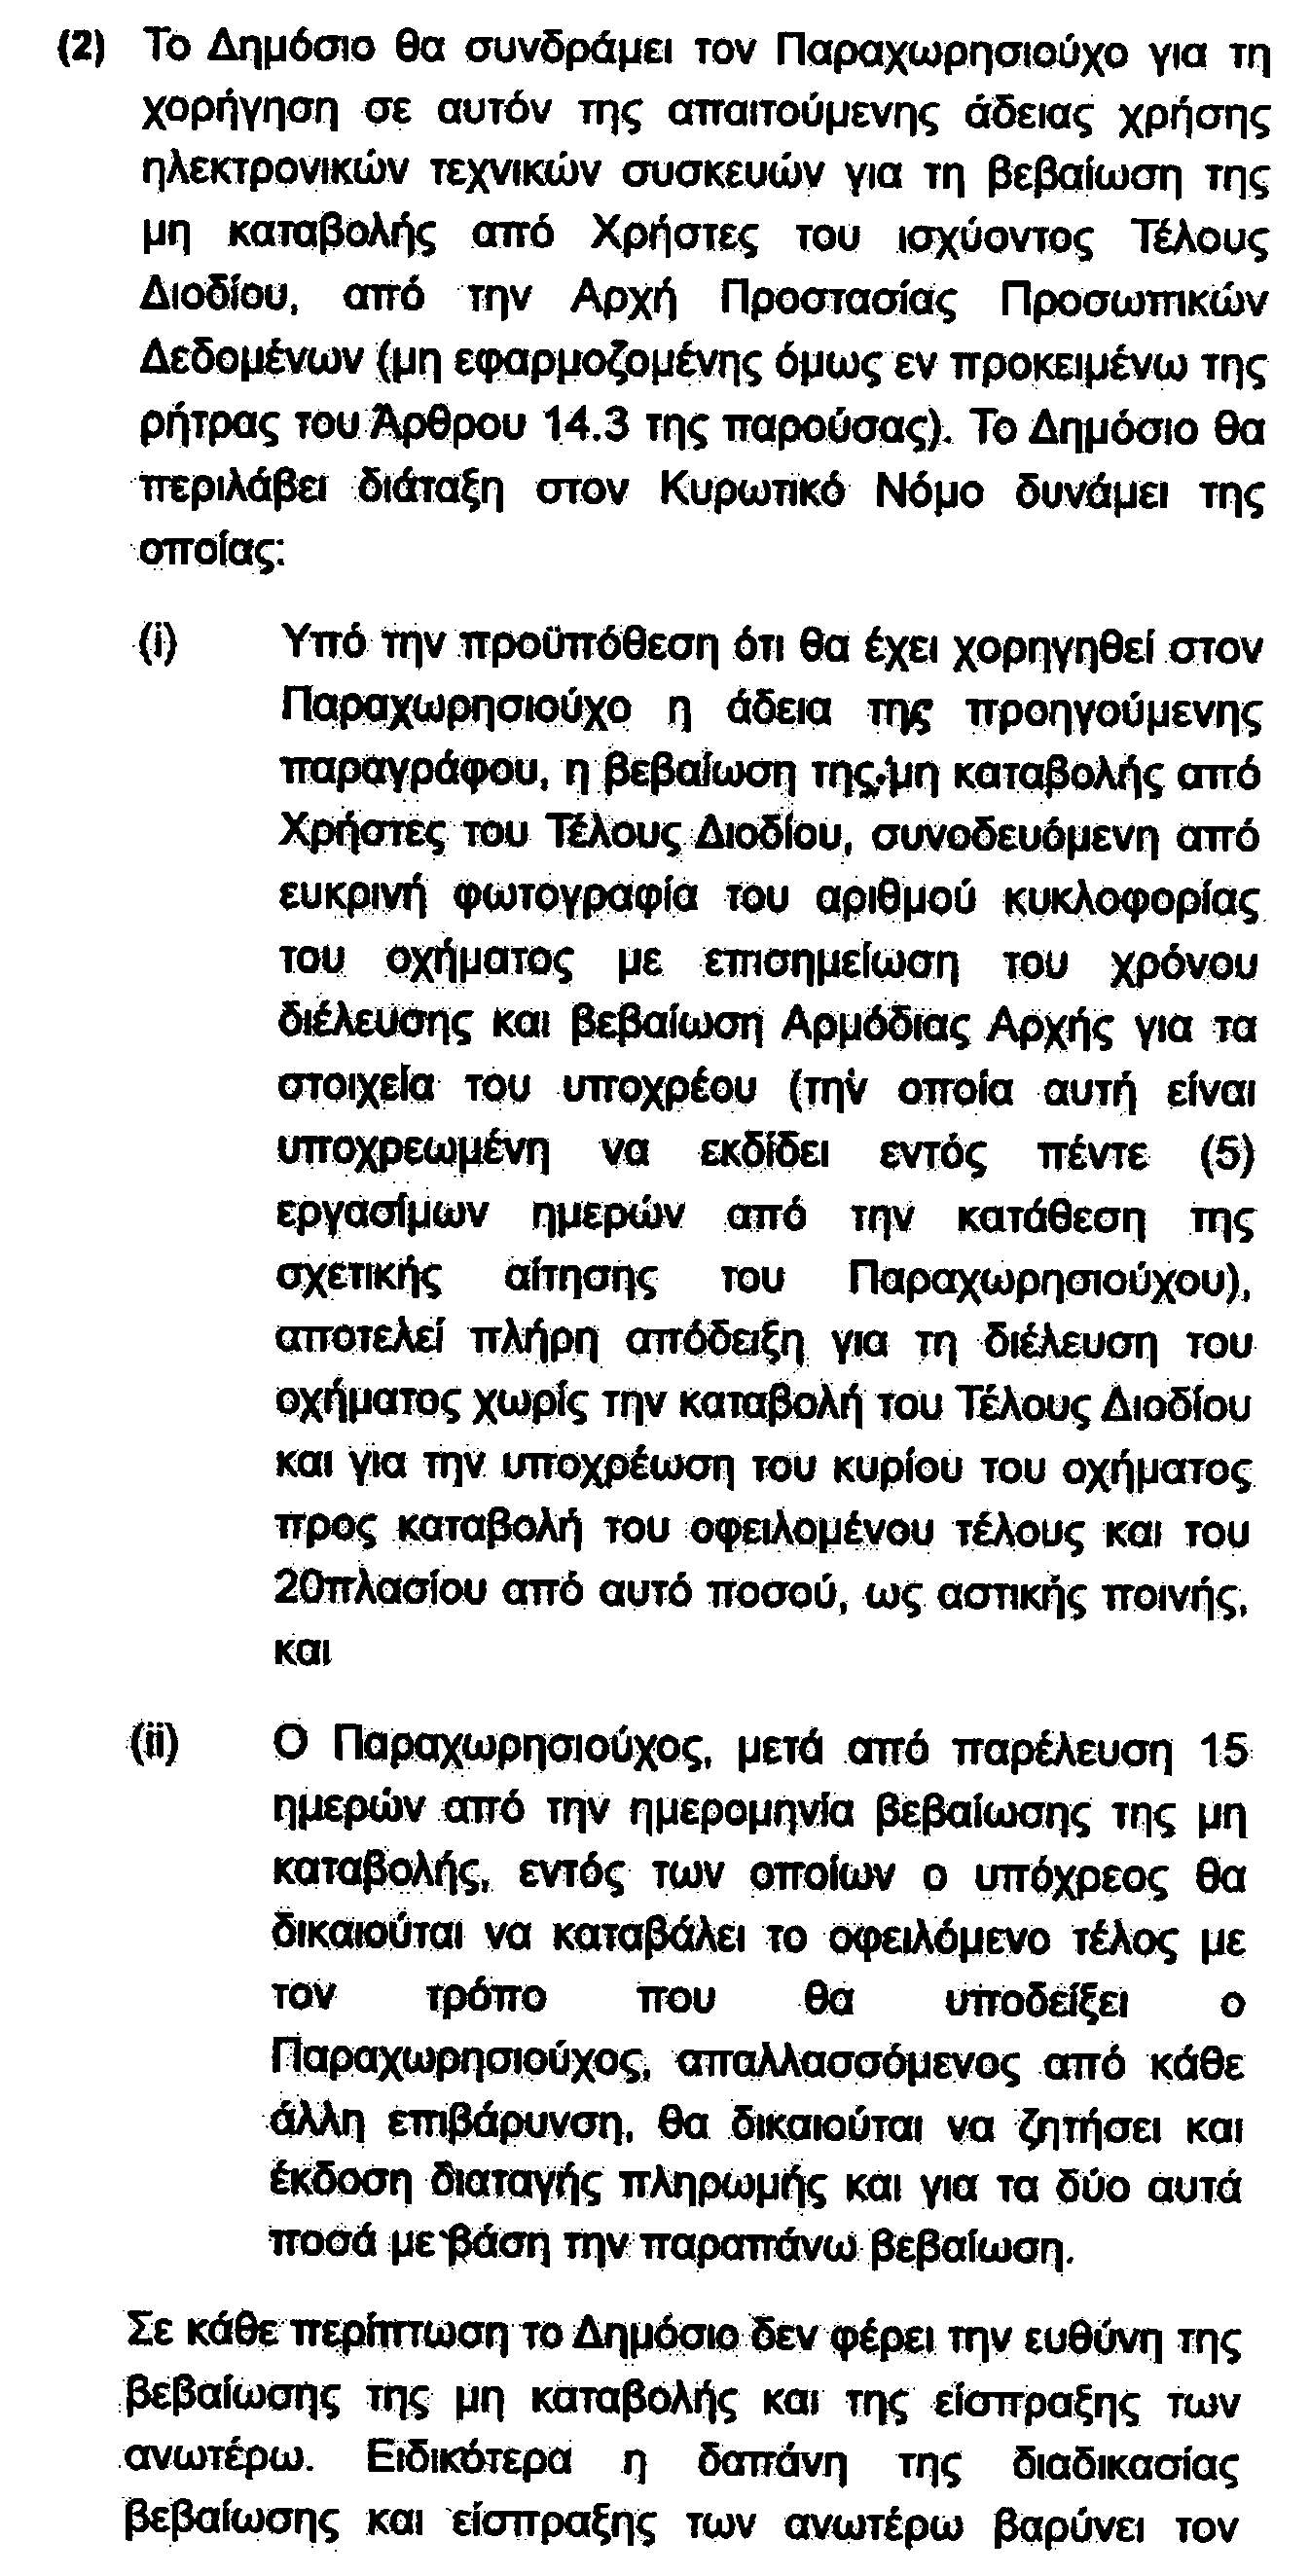 (2) Το Δημόσιο θα συνδράμει τον Παραχωρησιούχο για τη
χορήγηση σε αυτόν της απαιτούμενης άδειας χρήσης
ηλεκτρονικών τεχνικών συσκευών για τη βεβαίωση της
μη καταβολής από Χρήστες του ισχύοντος Τέλους
Διοδίου, από την Αρχή Προστασίας Προσωπικών
Δεδομένων (μη εφαρμοζομένης όμως εν προκειμένω της
ρήτρας του Άρθρου 14.3 της παρούσας). Το Δημόσιο θα
περιλάβει διάταξη στον Κυρωτικό Νόμο δυνάμει της
οποίας:
(i) Υπό την προϋπόθεση ότι θα έχει χορηγηθεί στον
Παραχωρησιούχο η άδεια της προηγούμενης
παραγράφου, η βεβαίωση της μη καταβολής από
Χρήστες του Τέλους Διοδίου, συνοδευόμενη από
ευκρινή φωτογραφία του αριθμού κυκλοφορίας
του οχήματος με επισημείωση του χρόνου
διέλευσης και βεβαίωση Αρμόδιας Αρχής για τα
στοιχεία του υποχρέου (την οποία αυτή είναι
υποχρεωμένη να εκδίδει εντός πέντε (5)
εργασίμων ημερών από την κατάθεση της
σχετικής αίτησης του Παραχωρησιούχου),
αποτελεί πλήρη απόδειξη για τη διέλευση του
οχήματος χωρίς την καταβολή του Τέλους Διοδίου
και για την υποχρέωση του κυρίου του οχήματος
προς καταβολή του οφειλομένου τέλους και του
20πλασίου από αυτό ποσού, ως αστικής ποινής,
και
(ii) Ο Παραχωρησιούχος, μετά από παρέλευση 15
ημερών από την ημερομηνία βεβαίωσης της μη
καταβολής, εντός των οποίων ο υπόχρεος θα
δικαιούται να καταβάλει το οφειλόμενο τέλος με
τον τρόπο που θα υποδείξει ο
Παραχωρησιούχος, απαλλασσόμενος από κάθε
άλλη επιβάρυνση, θα δικαιούται να ζητήσει και
έκδοση διαταγής πληρωμής και για τα δύο αυτά
ποσά με βάση την παραπάνω βεβαίωση.
Σε κάθε περίπτωση το Δημόσιο δεν φέρει την ευθύνη της
βεβαίωσης της μη καταβολής και της είσπραξης των
ανωτέρω. Ειδικότερα η δαπάνη της διαδικασίας
βεβαίωσης και είσπραξης των ανωτέρω βαρύνει τον